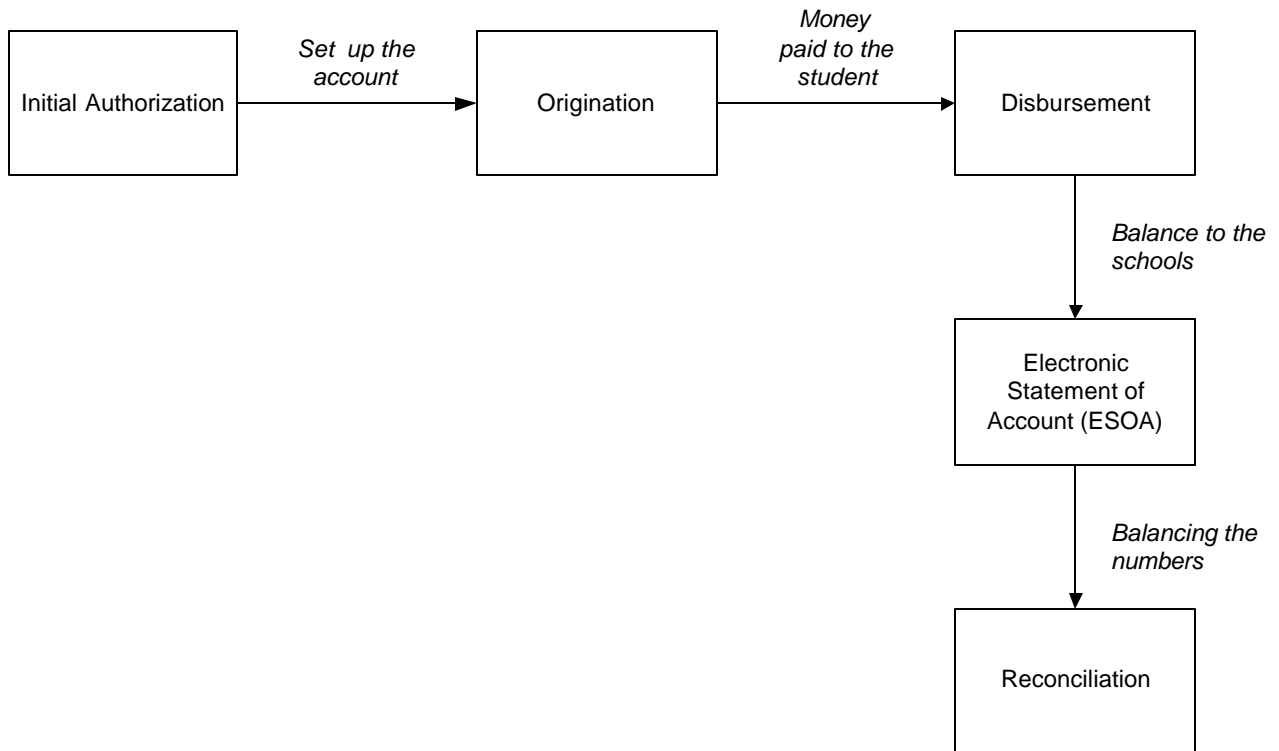 Initial Authorization
Set up the
account
Origination
Money
paid to the
student
Disbursement
Balance to the
schools
Electronic
Statement of
Account (ESOA)
Balancing the
numbers
Reconciliation